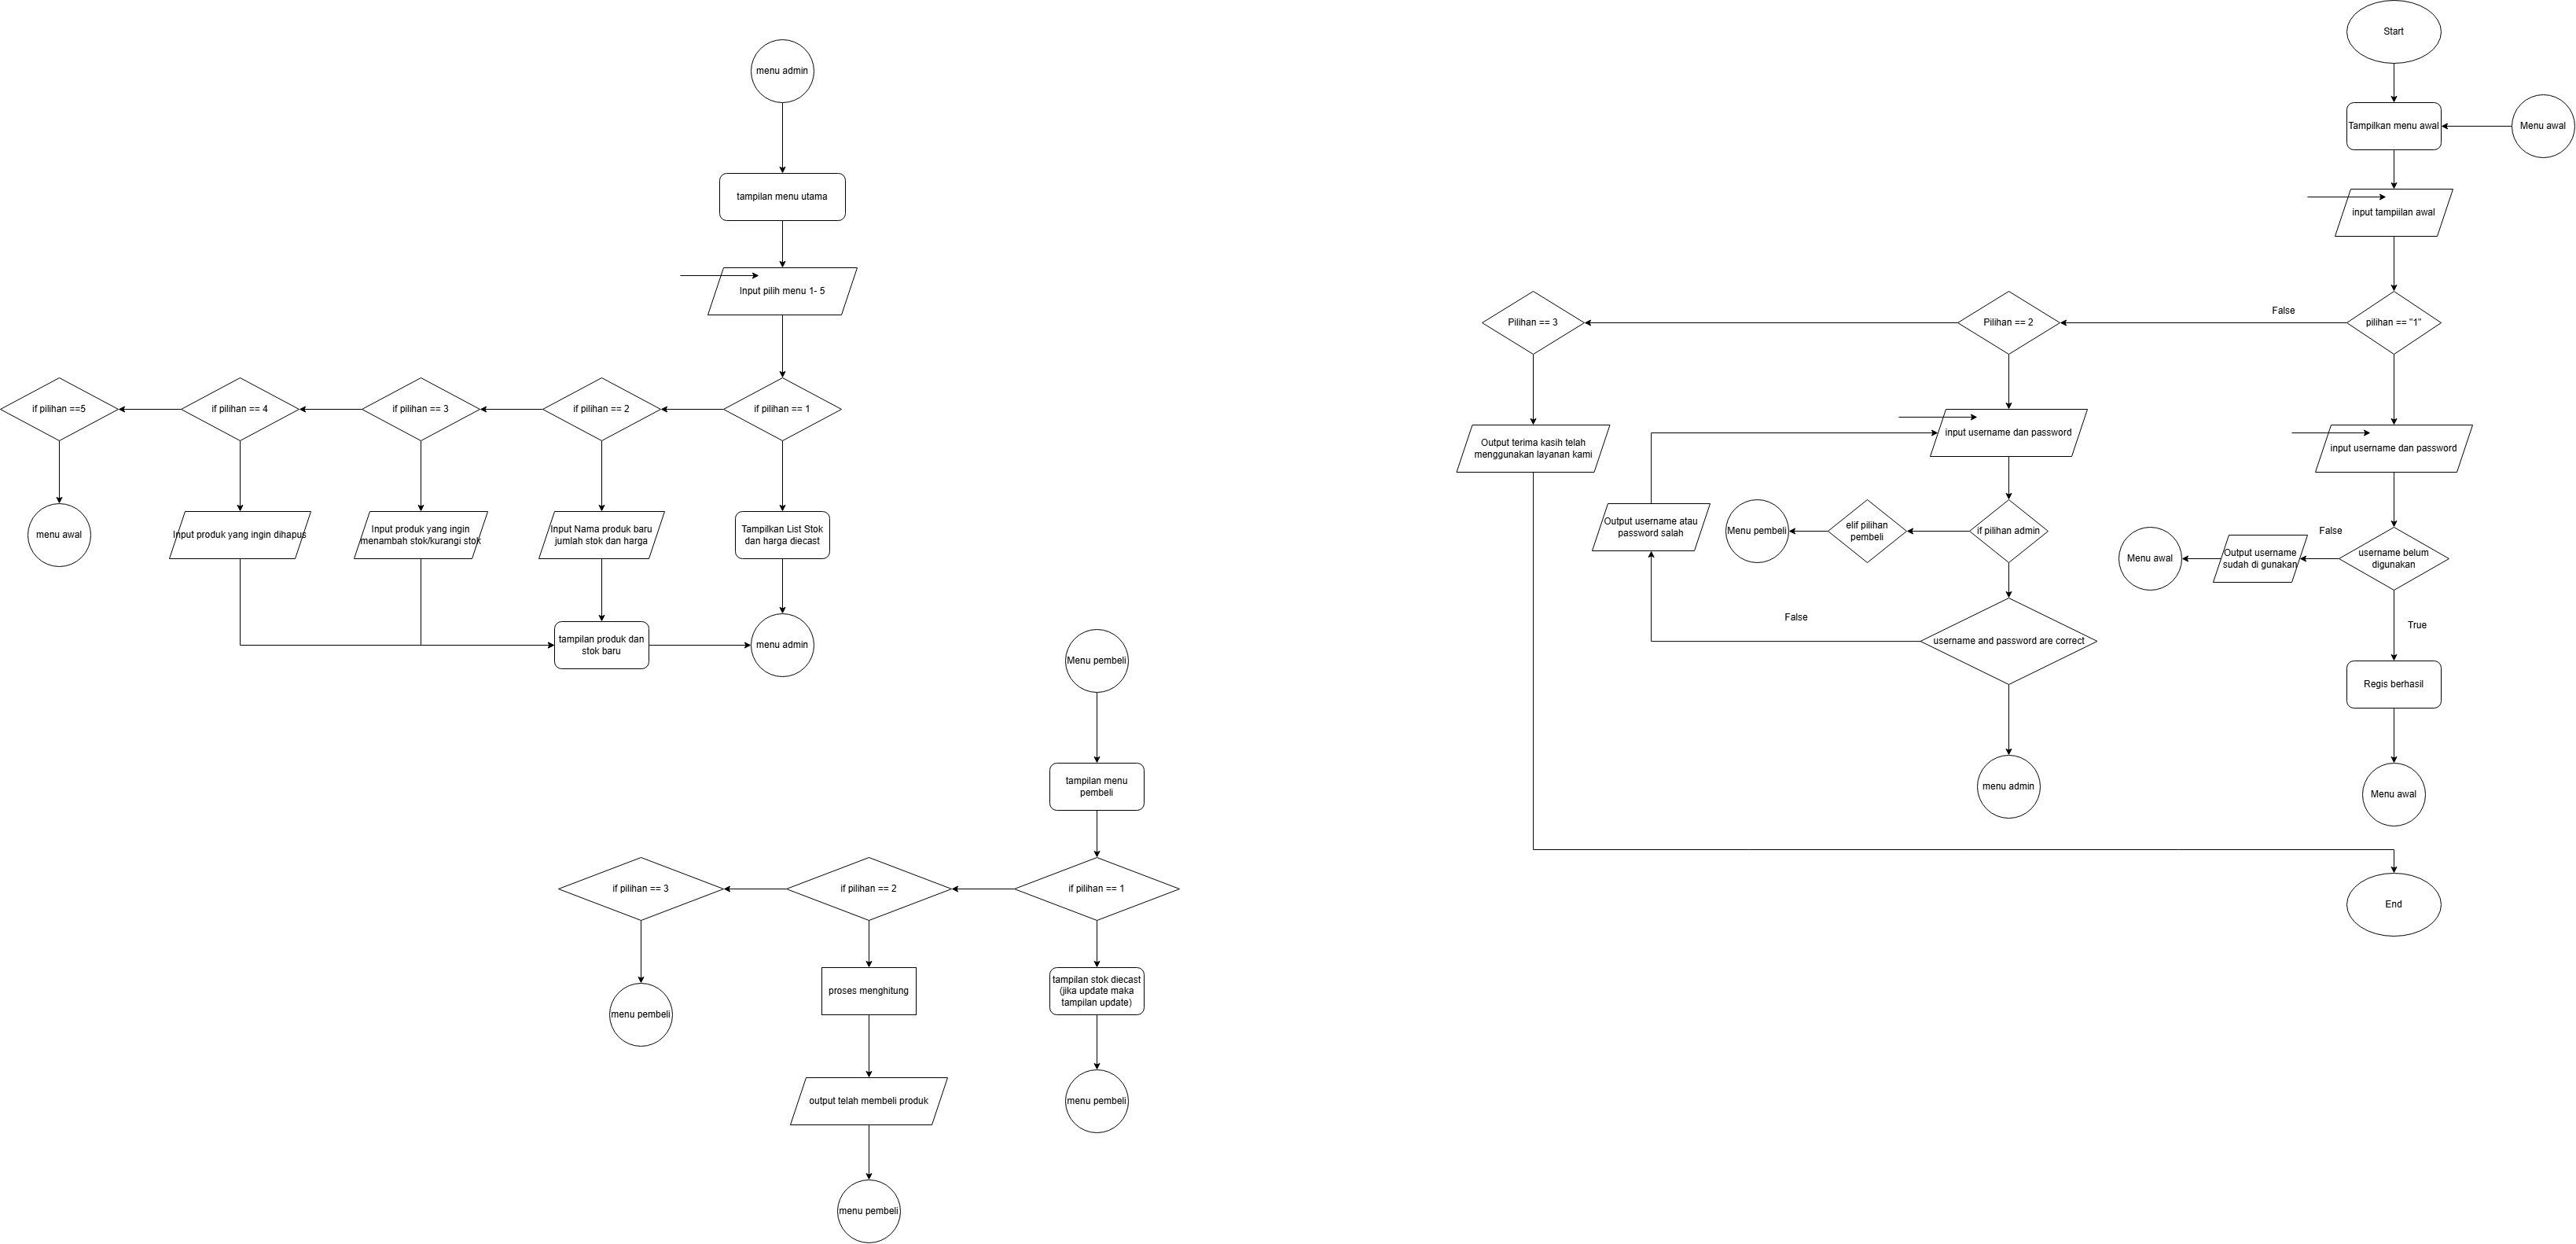 menu admin
tampilan menu utama
Input pilih menu 1- 5
if pilihan ==5
if pilihan == 4
if pilihan == 3
if pilihan == 2
if pilihan == 1
menu awal
Input produk yang ingin dihapus
Input produk yang ingin
menambah stok/kurangi stok
Input Nama produk baru
jumlah stok dan harga
Tampilkan List Stok
dan harga diecast
tampilan produk dan
stok baru
menu admin
Menu pembeli
tampilan menu
pembeli
if pilihan == 3
if pilihan == 2
if pilihan == 1
menu pembeli
proses menghitung
tampilan stok diecast
(jika update maka
tampilan update)
output telah membeli produk
menu pembeli
menu pembeli
Start
Tampilkan menu awal
Menu awal
input tampiilan awal
Pilihan == 3
Pilihan == 2
False
pilihan == "1"
Output terima kasih telah
menggunakan layanan kami
input username dan password
input username dan password
Output username atau
password salah
Menu pembeli
elif pilihan
pembeli
if pilihan admin
Menu awal
Output username
sudah di gunakan
False
username belum
digunakan
False
username and password are correct
True
Regis berhasil
menu admin
Menu awal
End